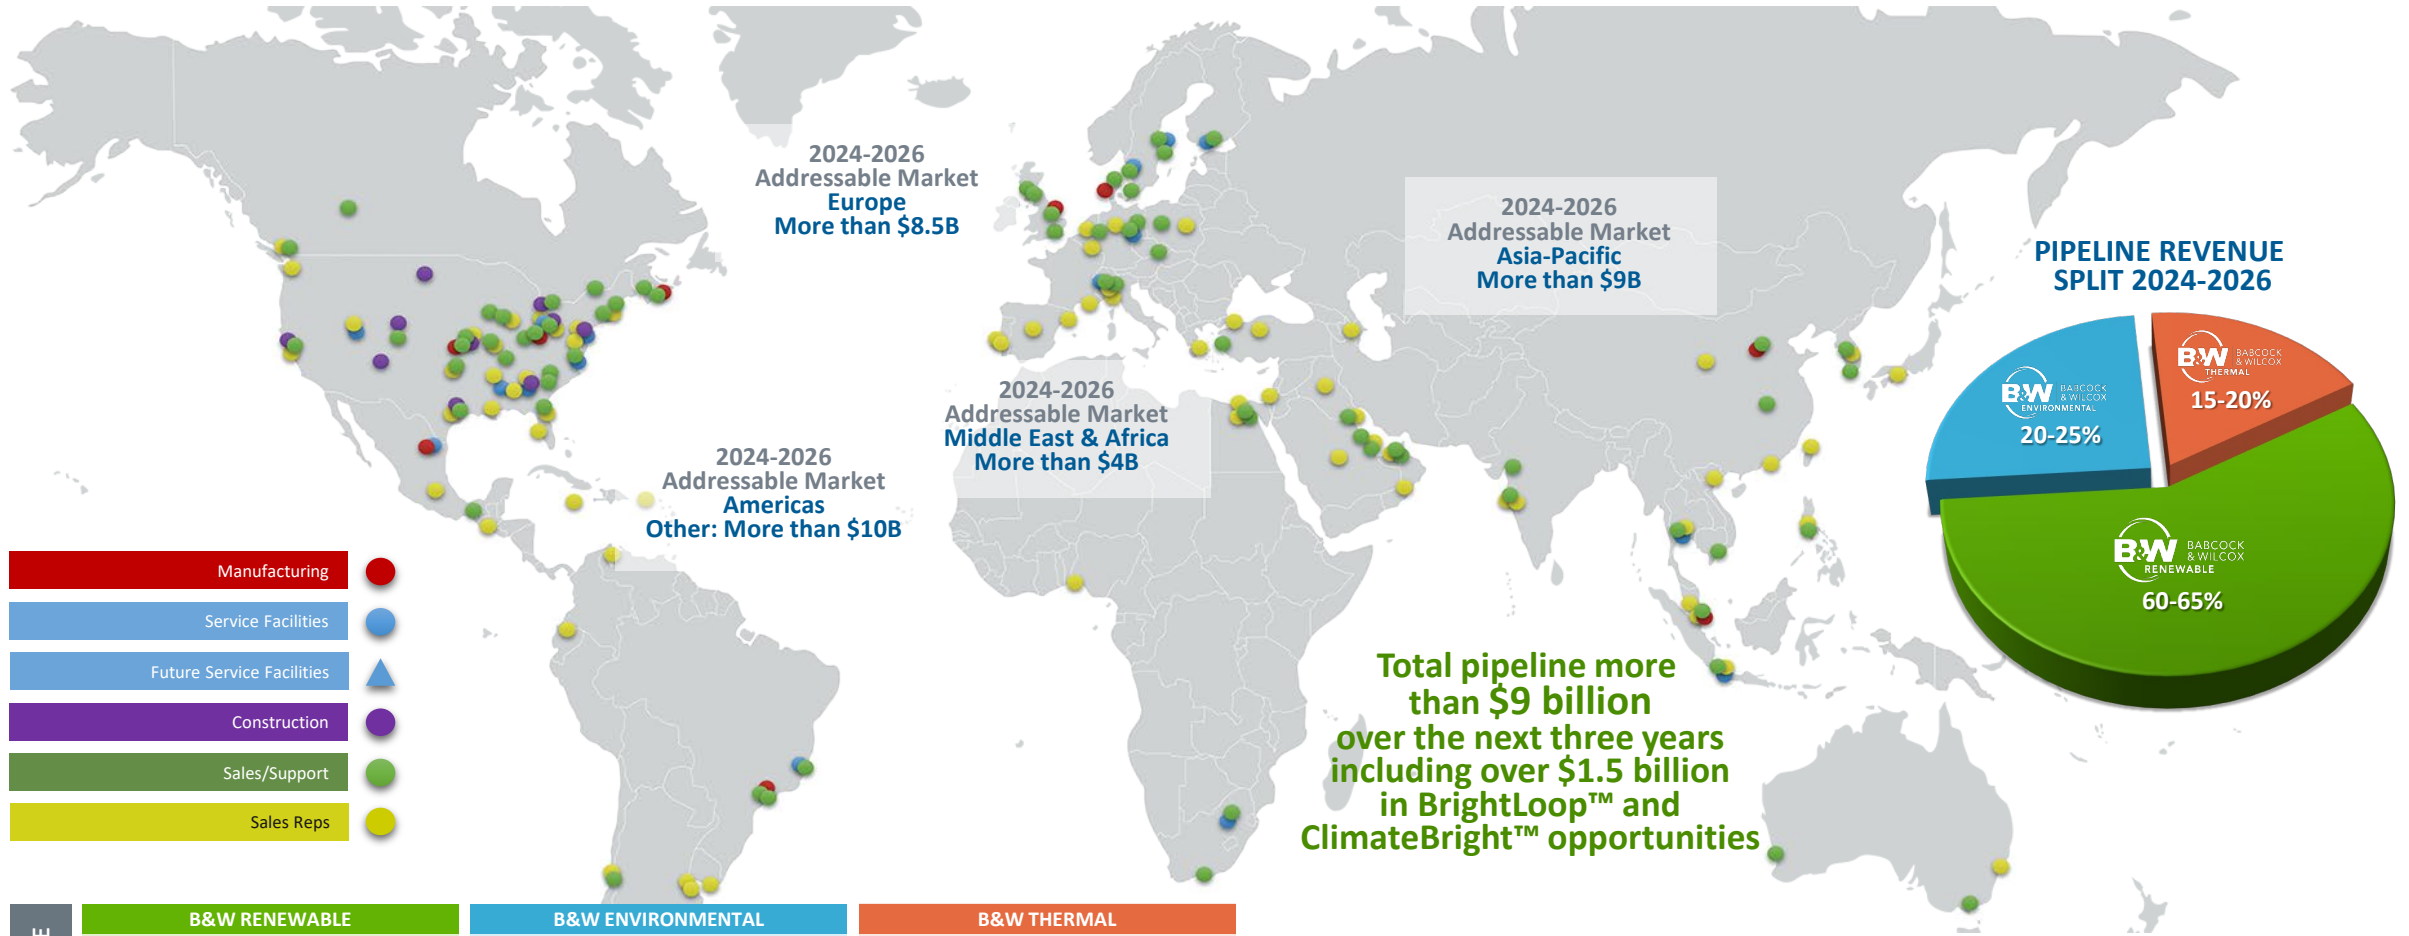 2024-2026
Addressable Market
Europe
More than $8.5B
2024-2026
Addressable Market
Asia-Pacific
More than $9B
PIPELINE REVENUE
SPLIT 2024-2026
B&W BABCOCK
& WILCOX
THERMAL
15-20%
B&W BABCOCK
& WILCOX
ENVIRONMENTAL
20-25%
B&W BABCOCK
& WILCOX
RENEWABLE
60-65%
2024-2026
Addressable Market
Middle East & Africa
More than $4B
2024-2026
Addressable Market
Americas
Other: More than $10B
Manufacturing
Service Facilities
Future Service Facilities
Construction
Sales/Support
Sales Reps
Total pipeline more
than $9 billion
over the next three years
including over $1.5 billion
in BrightLoop™ and
ClimateBright™ opportunities
B&W RENEWABLE
B&W ENVIRONMENTAL
B&W THERMAL